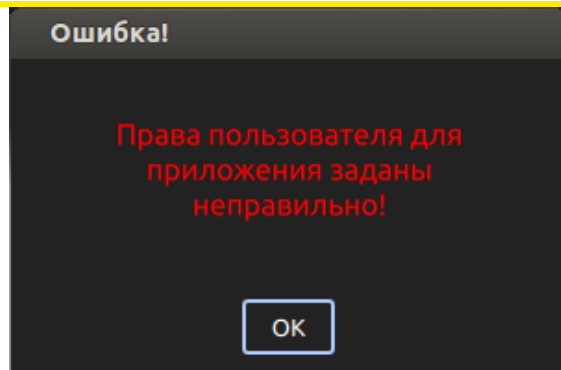 Ошибка!
Права пользователя для
приложения заданы
неправильно!
OK